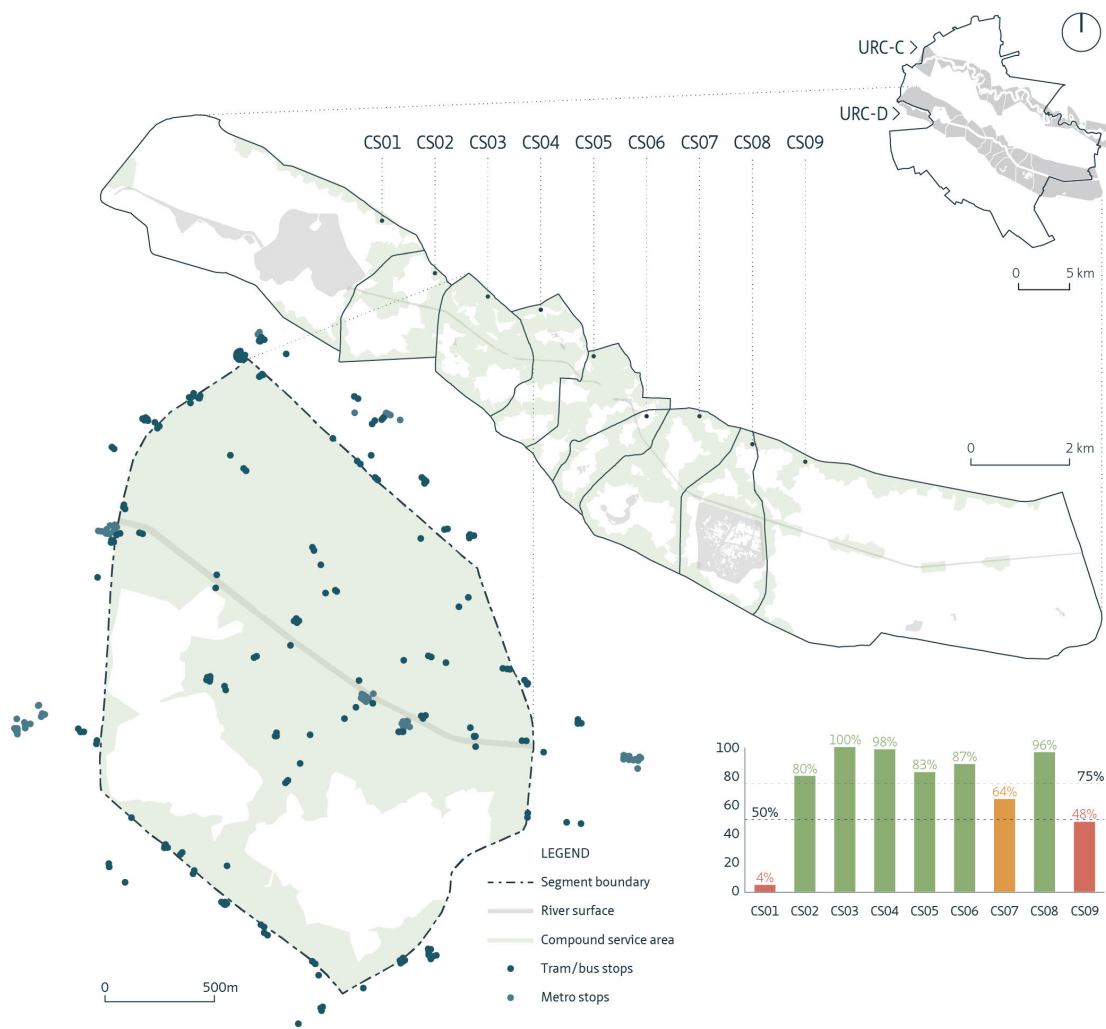 URC-C
URC-D
0 5 km
CS01 CS02 CS03 CS04 CS05 CS06 CS07 CS08 CS09
0 2 km
100
80
60
40
20
0
50%
75%
4% 80% 100% 98% 83% 87% 64% 96% 48%
CS01 CS02 CS03 CS04 CS05 CS06 CS07 CS08 CS09
LEGEND
Segment boundary
River surface
Compound service area
Tram/bus stops
Metro stops
0 500m